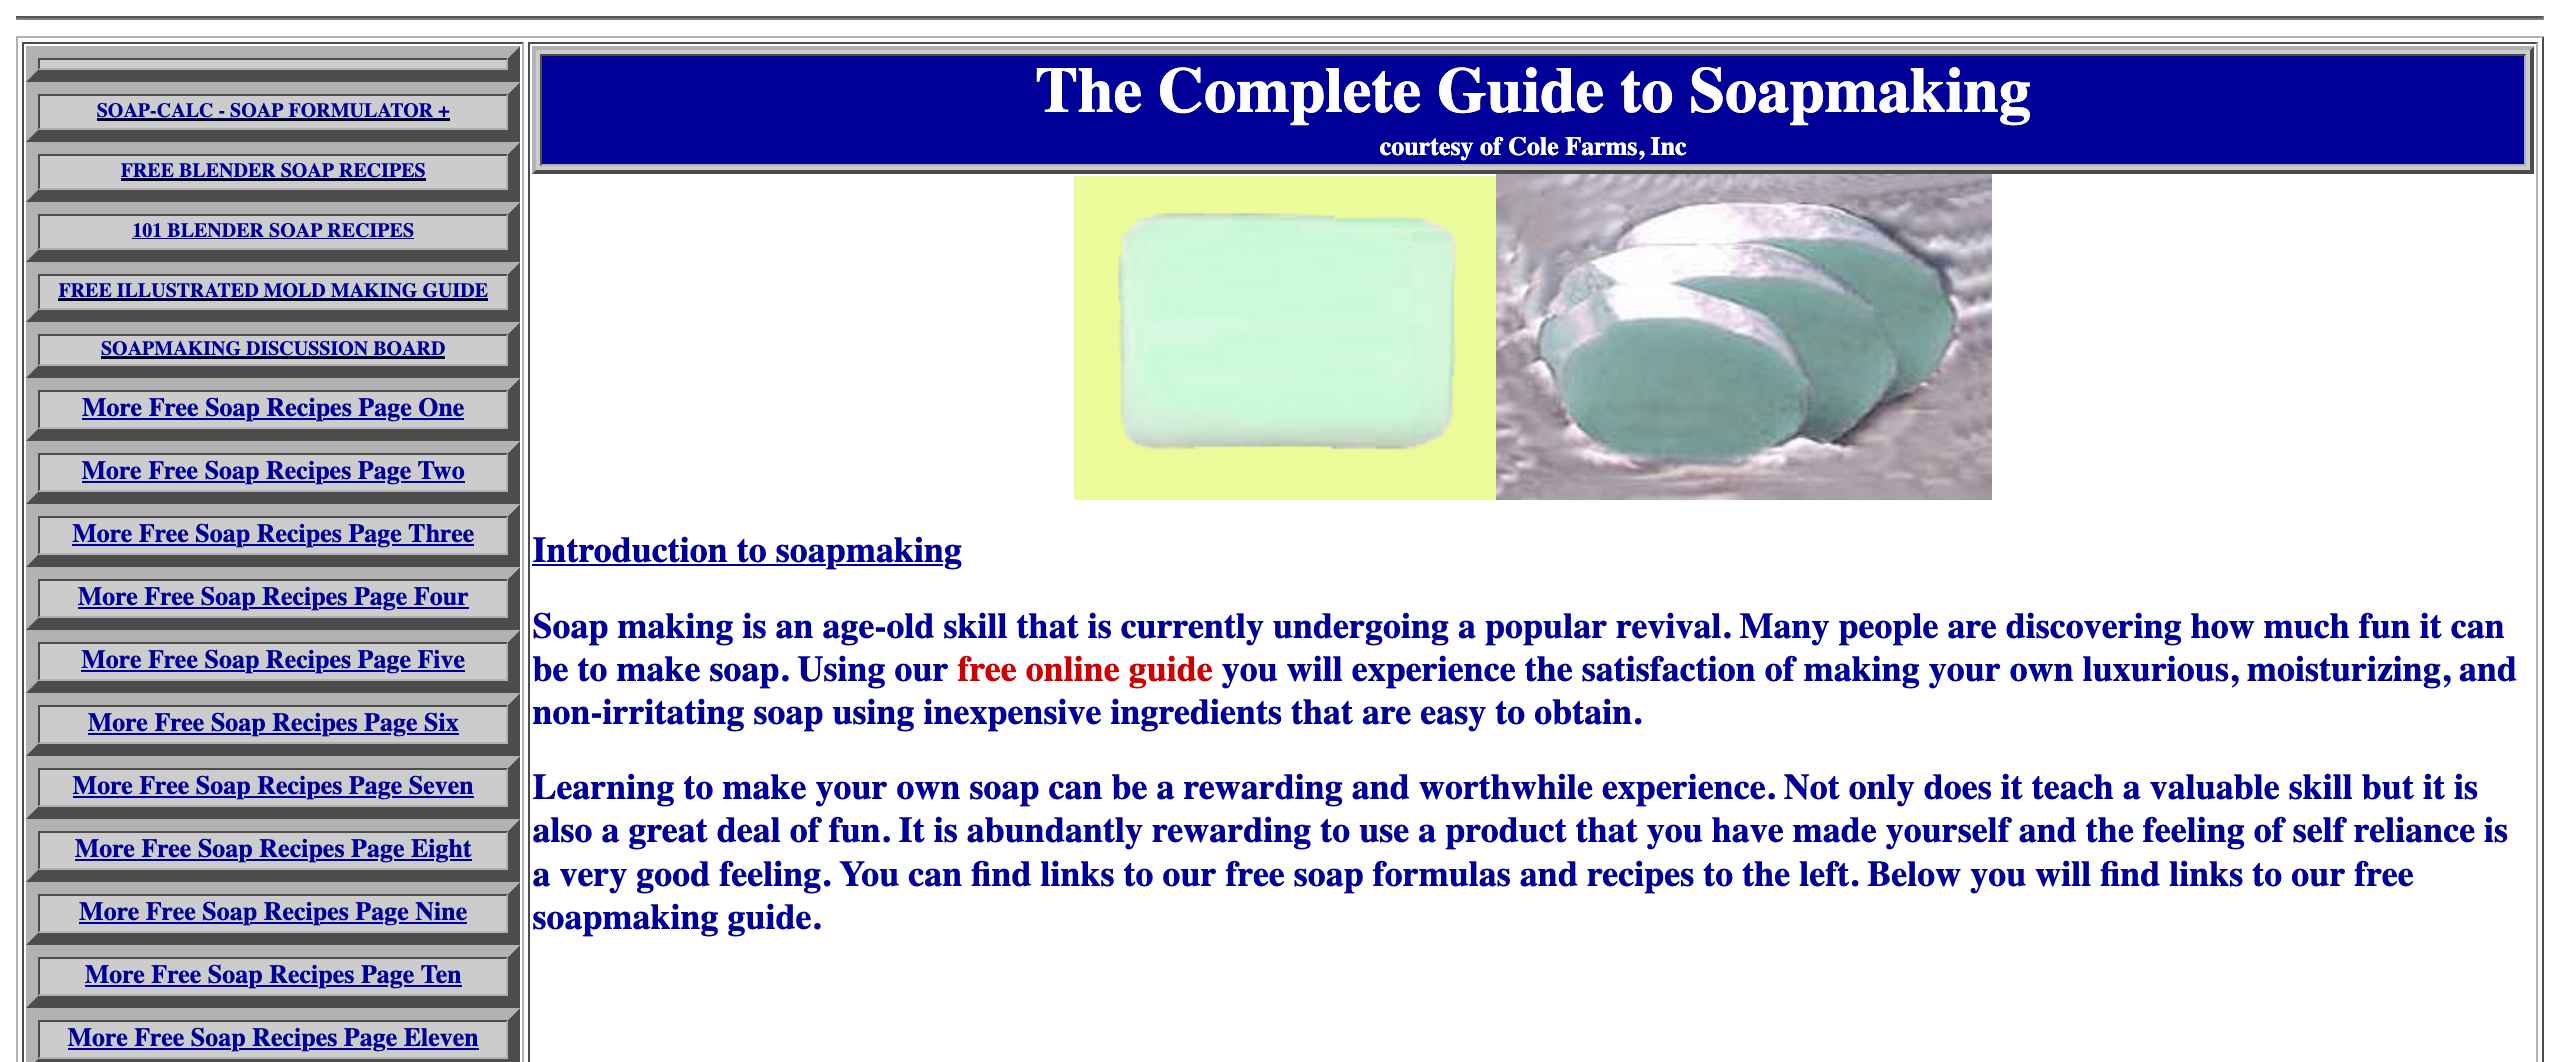 SOAP-CALC - SOAP FORMULATOR +
FREE BLENDER SOAP RECIPES
101 BLENDER SOAP RECIPES
FREE ILLUSTRATED MOLD MAKING GUIDE
SOAPMAKING DISCUSSION BOARD
More Free Soap Recipes Page One
More Free Soap Recipes Page Two
More Free Soap Recipes Page Three
More Free Soap Recipes Page Four
More Free Soap Recipes Page Five
More Free Soap Recipes Page Six
More Free Soap Recipes Page Seven
More Free Soap Recipes Page Eight
More Free Soap Recipes Page Nine
More Free Soap Recipes Page Ten
More Free Soap Recipes Page Eleven
The Complete Guide to Soapmaking
courtesy of Cole Farms, Inc
Introduction to soapmaking
Soap making is an age-old skill that is currently undergoing a popular revival. Many people are discovering how much fun it can
be to make soap. Using our free online guide you will experience the satisfaction of making your own luxurious, moisturizing, and
non-irritating soap using inexpensive ingredients that are easy to obtain.
Learning to make your own soap can be a rewarding and worthwhile experience. Not only does it teach a valuable skill but it is
also a great deal of fun. It is abundantly rewarding to use a product that you have made yourself and the feeling of self reliance is
a very good feeling. You can find links to our free soap formulas and recipes to the left. Below you will find links to our free
soapmaking guide.